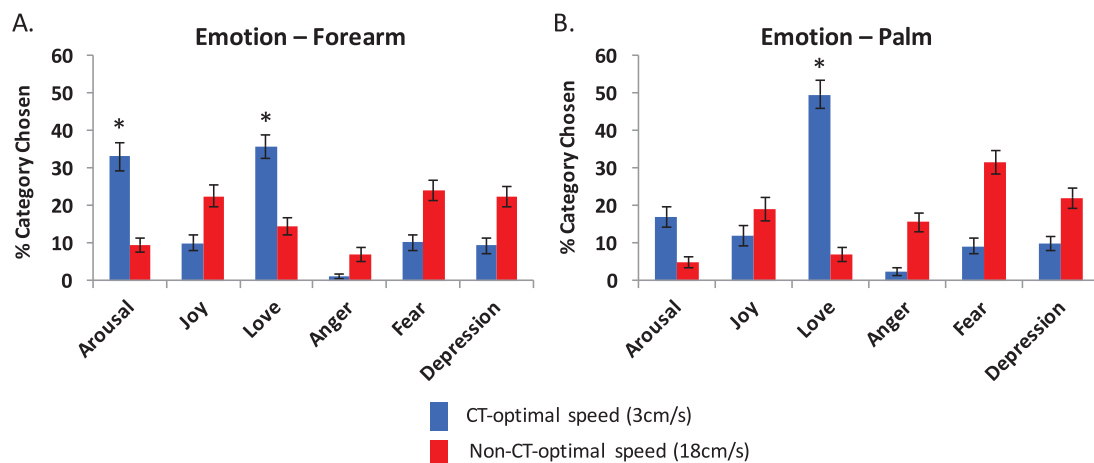 A.
Emotion – Forearm
% Category Chosen
60
50
40
30
20
10
0
*
*
Arousal
Joy
Love
Anger
Fear
Depression
B.
Emotion – Palm
% Category Chosen
60
50
40
30
20
10
0
*
Arousal
Joy
Love
Anger
Fear
Depression
CT-optimal speed (3cm/s)
Non-CT-optimal speed (18cm/s)